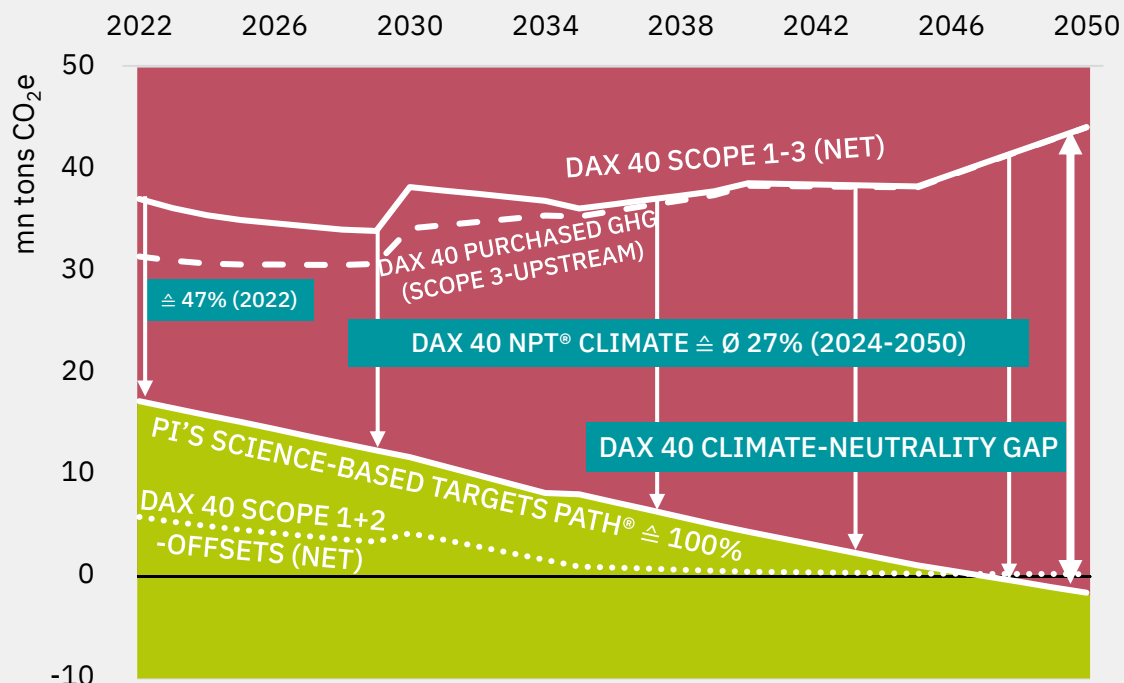 2022 2026 2030 2034 2038 2042 2046 2050
mn tons CO₂e
50
40
30
20
10
0
-10
DAX 40 SCOPE 1-3 (NET)
DAX 40 PURCHASED GHG
(SCOPE 3-UPSTREAM)
≙ 47% (2022)
DAX 40 NPT® CLIMATE ≙ Ø 27% (2024-2050)
DAX 40 CLIMATE-NEUTRALITY GAP
PI’S SCIENCE-BASED TARGETS PATH® ≙ 100%
DAX 40 SCOPE 1+2
-OFFSETS (NET)